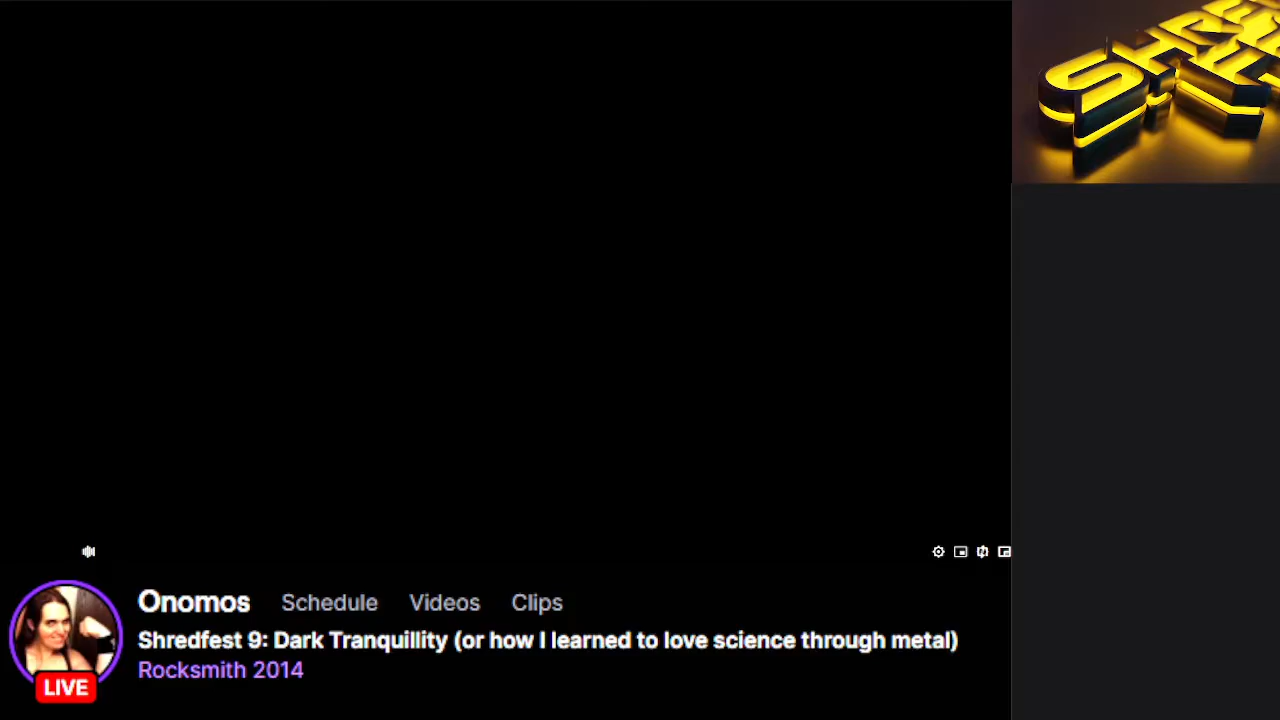 Onomos Schedule Videos Clips
Shredfest 9: Dark Tranquillity (or how I learned to love science through metal)
Rocksmith 2014
LIVE